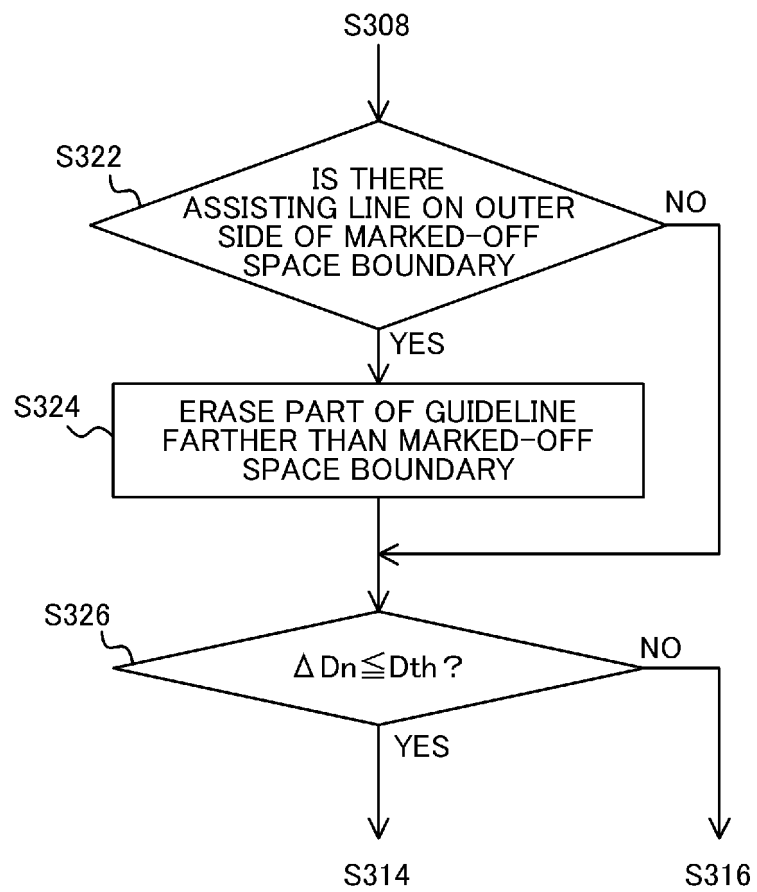 S308
S322
IS THERE
ASSISTING LINE ON OUTER
SIDE OF MARKED-OFF
SPACE BOUNDARY
NO
YES
S324
ERASE PART OF GUIDELINE
FARTHER THAN MARKED-OFF
SPACE BOUNDARY
S326
ΔDn≦Dth?
NO
YES
S314
S316